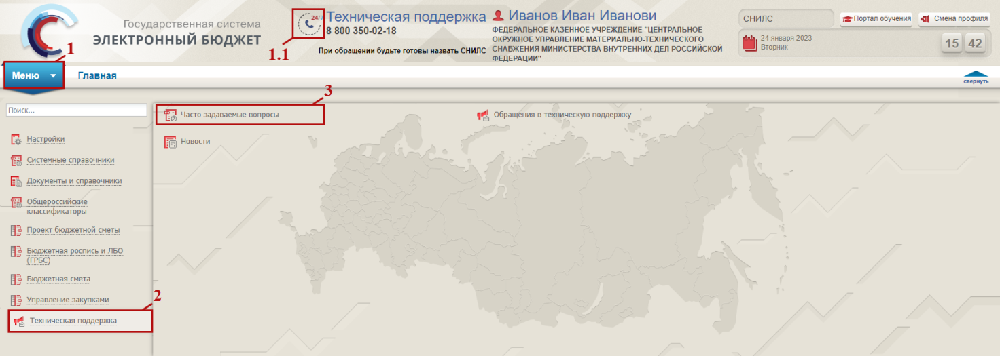 Государственная система
ЭЛЕКТРОННЫЙ БЮДЖЕТ
1
24/7
1.1
Техническая поддержка
8 800 350-02-18
При обращении будьте готовы назвать СНИЛС
Иванов Иван Иванови
ФЕДЕРАЛЬНОЕ КАЗЕННОЕ УЧРЕЖДЕНИЕ "ЦЕНТРАЛЬНОЕ
ОКРУЖНОЕ УПРАВЛЕНИЕ МАТЕРИАЛЬНО-ТЕХНИЧЕСКОГО
СНАБЖЕНИЯ МИНИСТЕРСТВА ВНУТРЕННИХ ДЕЛ РОССИЙСКОЙ
ФЕДЕРАЦИИ"
СНИЛС
Портал обучения
Смена профиля
24 января 2023
Вторник
15 42
Меню
Главная
свернуть
3
Поиск...
Настройки
Системные справочники
Документы и справочники
Общероссийские
классификаторы
Проект бюджетной сметы
Бюджетная роспись и ЛБО
(ГРБС)
Бюджетная смета
Управление закупками
2
Техническая поддержка
Часто задаваемые вопросы
Обращения в техническую поддержку
Новости